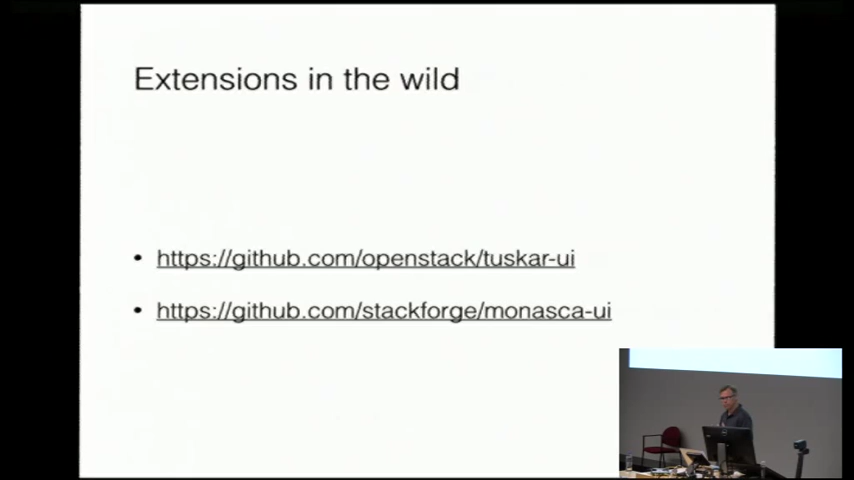 Extensions in the wild
• https://github.com/openstack/tuskar-ui
• https://github.com/stackforge/monasca-ui